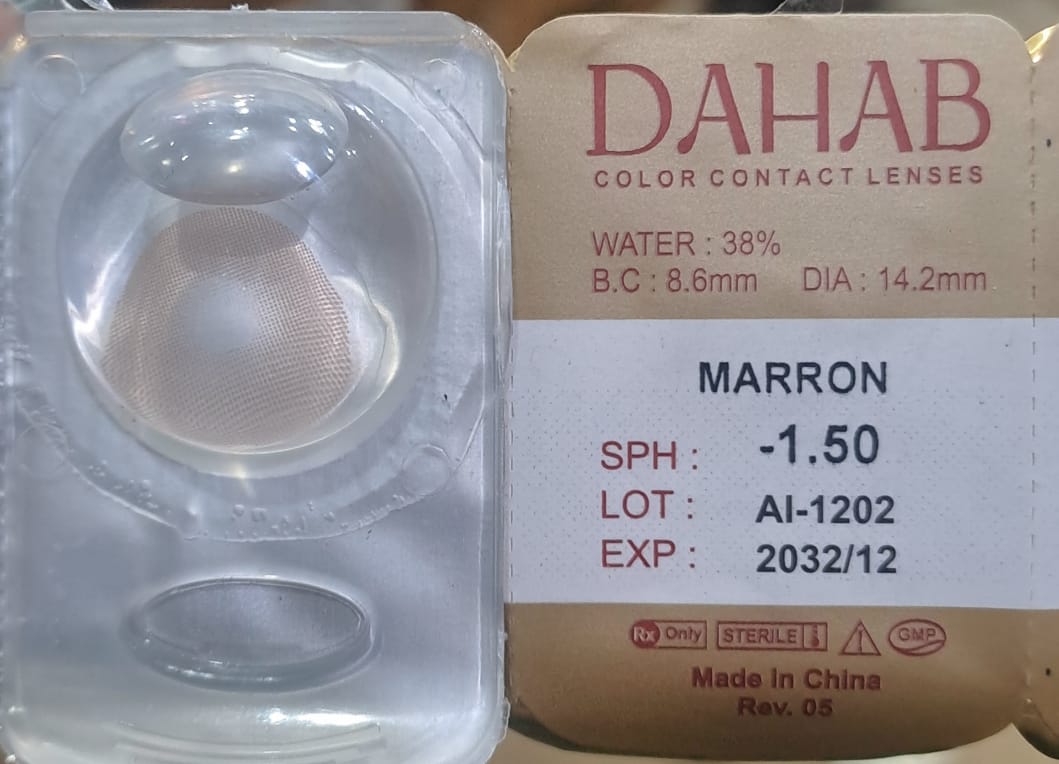 DAHAB
COLOR CONTACT LENSES
WATER : 38%
B.C : 8.6mm DIA : 14.2mm
MARRON
SPH : -1.50
LOT : AI-1202
EXP : 2032/12
Rx Only STERILE GMP
Made In China
Rev. 05